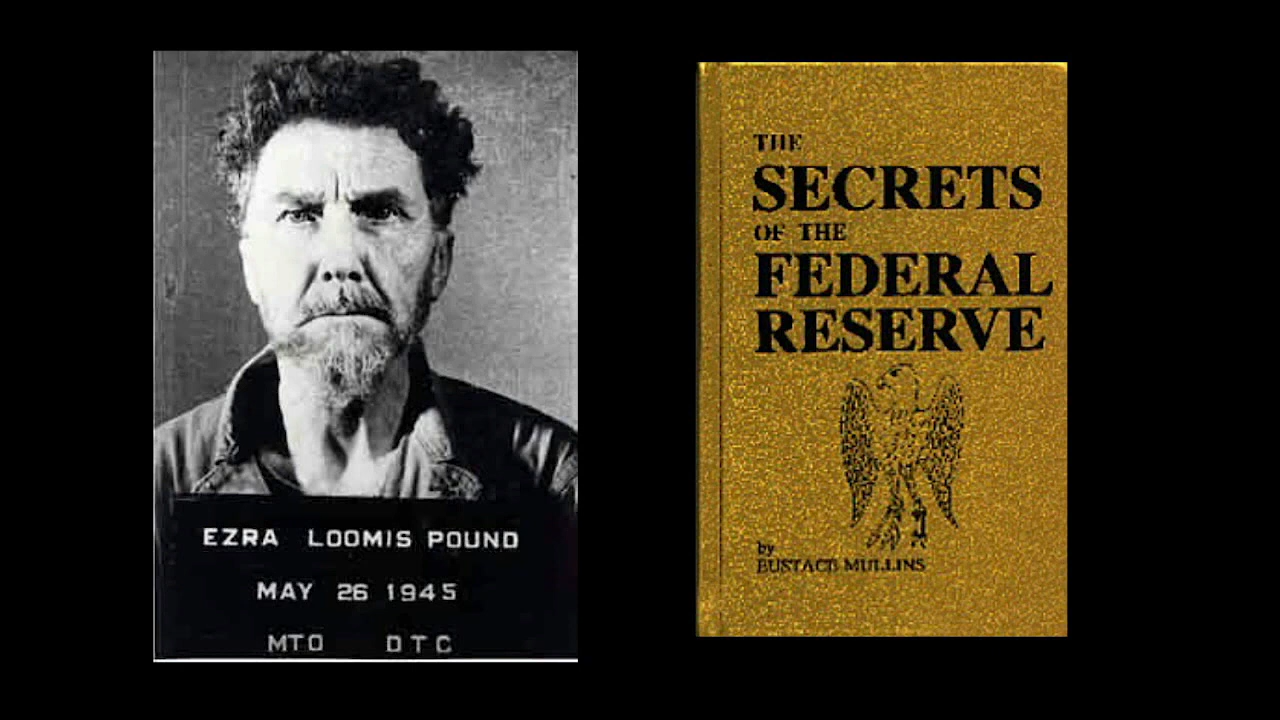 EZRA LOOMIS POUND
MAY 26 1945
MTO DTC
THE
SECRETS
OF THE
FEDERAL
RESERVE
by
EUSTACE MULLINS